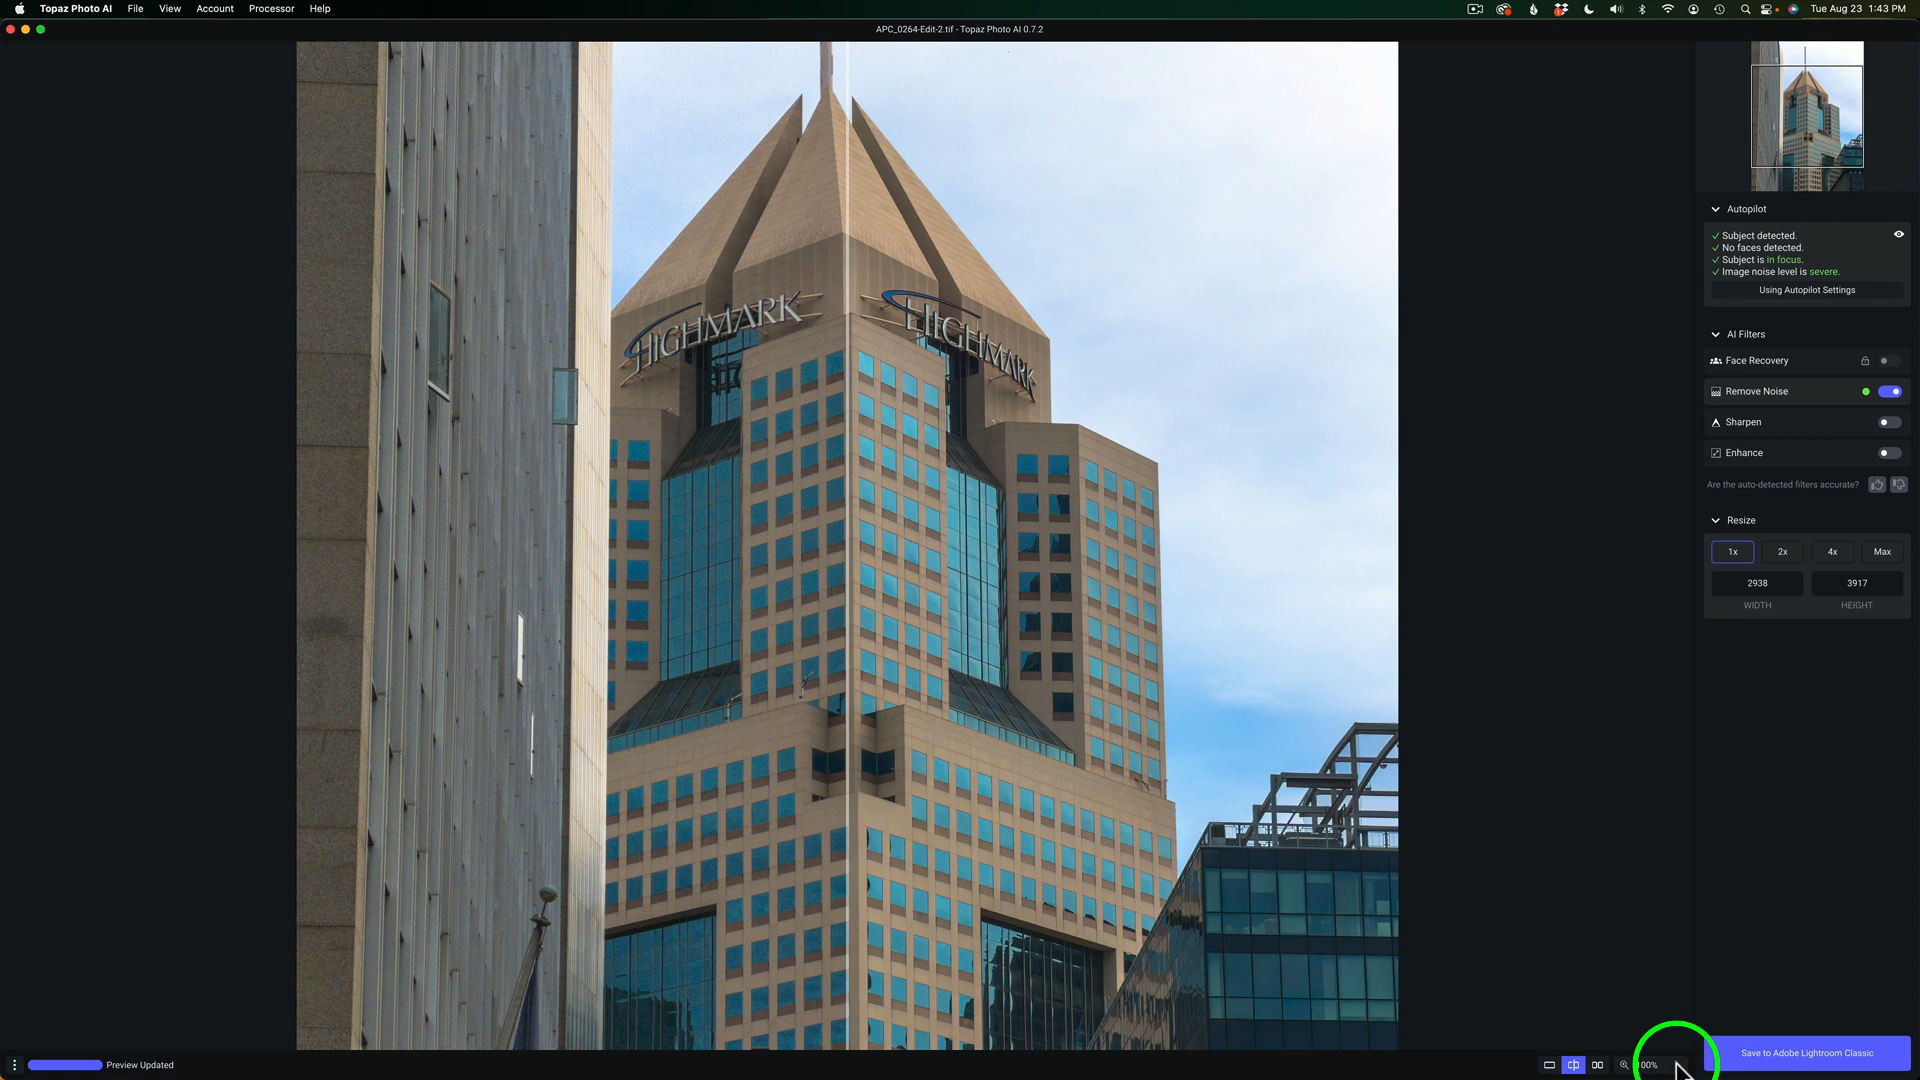 Topaz Photo AI File View Account Processor Help Tue Aug 23 1:43 PM
APC_0264-Edit-2.tif - Topaz Photo AI 0.7.2
HIGHMARK HIGHMARK
Autopilot
Subject detected.
No faces detected.
Subject is in focus.
Image noise level is severe.
Using Autopilot Settings
AI Filters
Face Recovery
Remove Noise
Sharpen
Enhance
Are the auto-detected filters accurate?
Resize
1x 2x 4x Max
2938 3917
WIDTH HEIGHT
Preview Updated
Save to Adobe Lightroom Classic